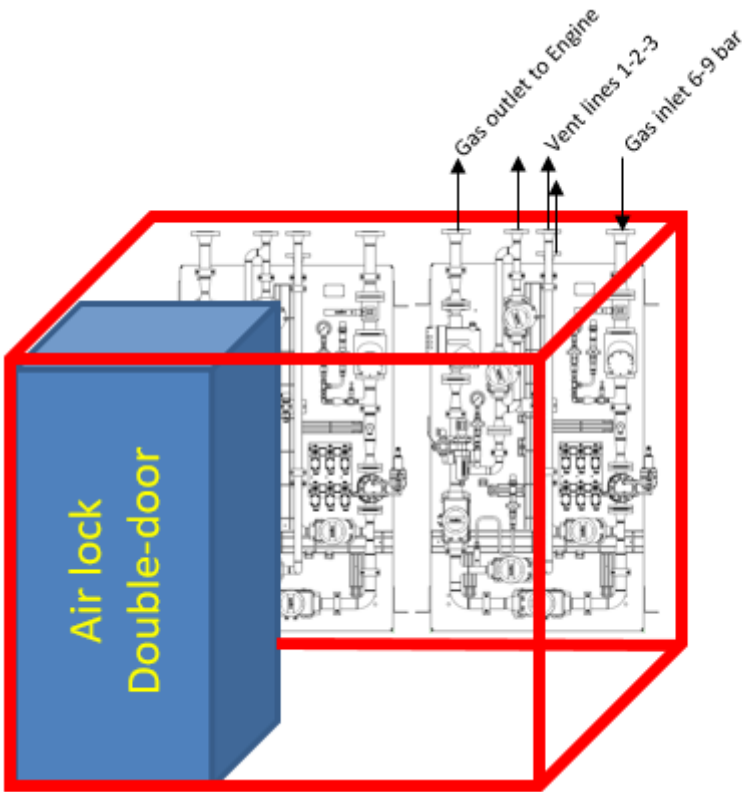 Gas outlet to Engine
Vent lines 1-2-3
Gas inlet 6-9 bar
Air lock
Double-door